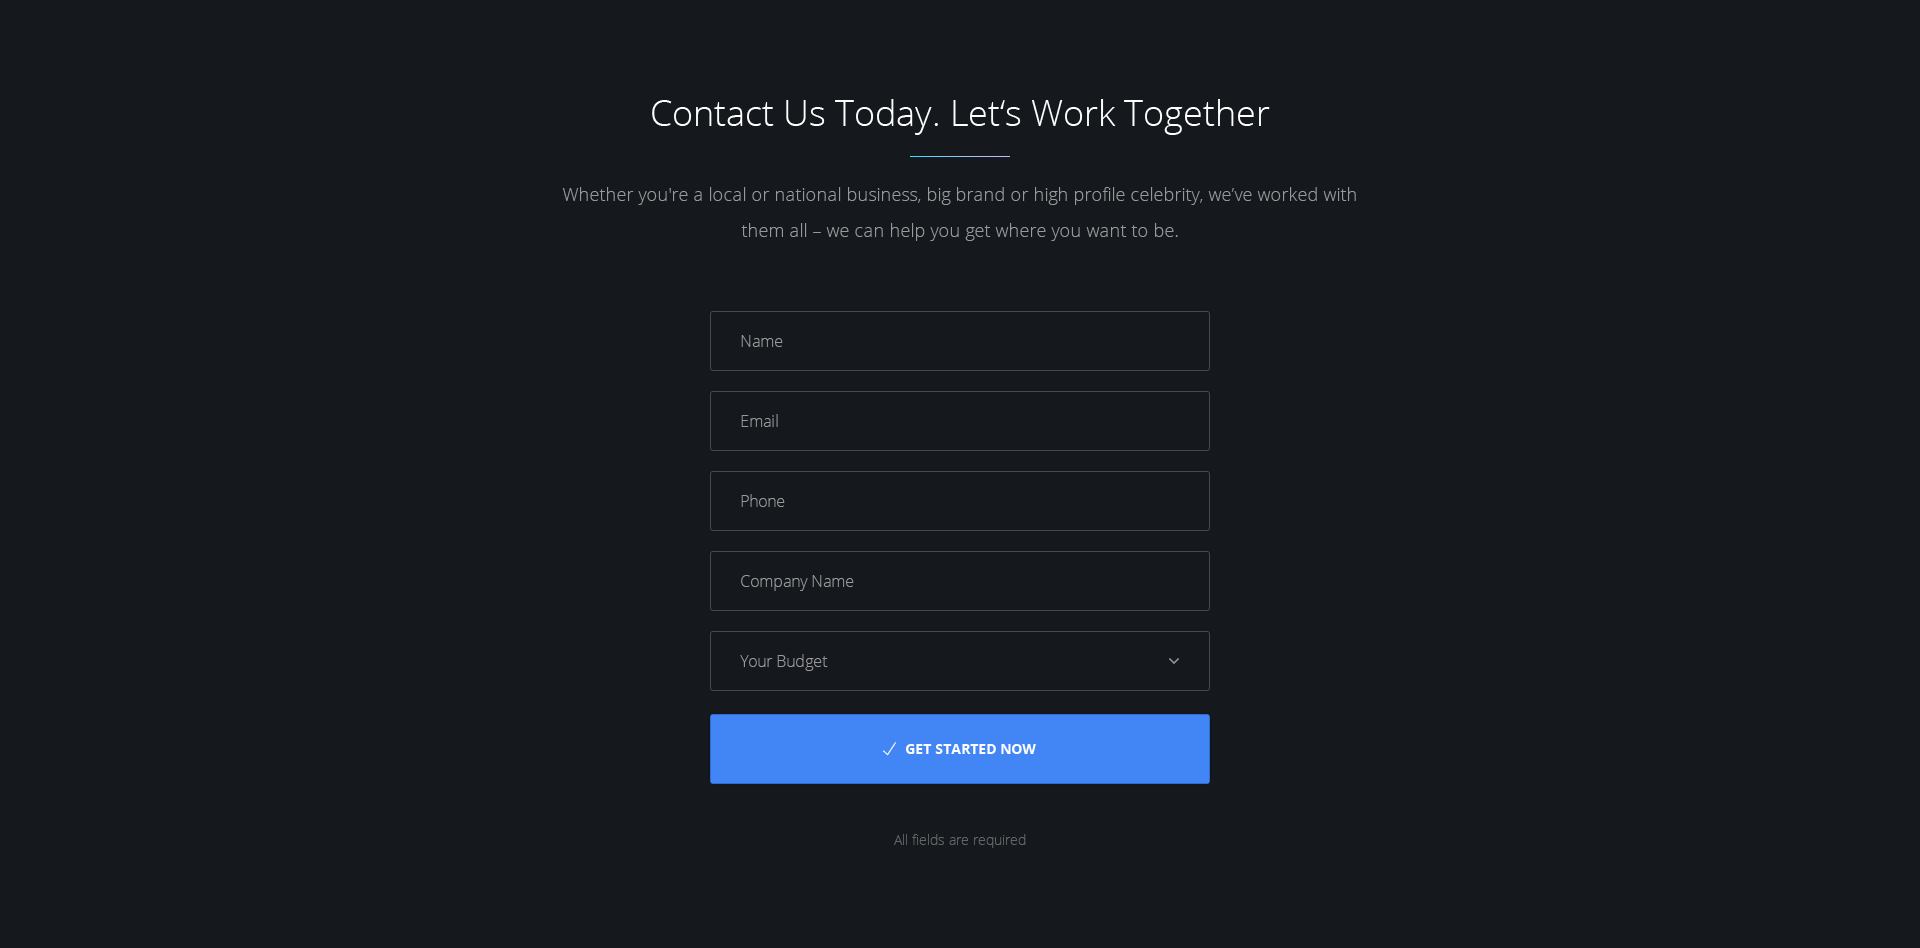 Contact Us Today. Let‘s Work Together
Whether you're a local or national business, big brand or high profile celebrity, we’ve worked with
them all – we can help you get where you want to be.
Name
Email
Phone
Company Name
Your Budget
GET STARTED NOW
All fields are required